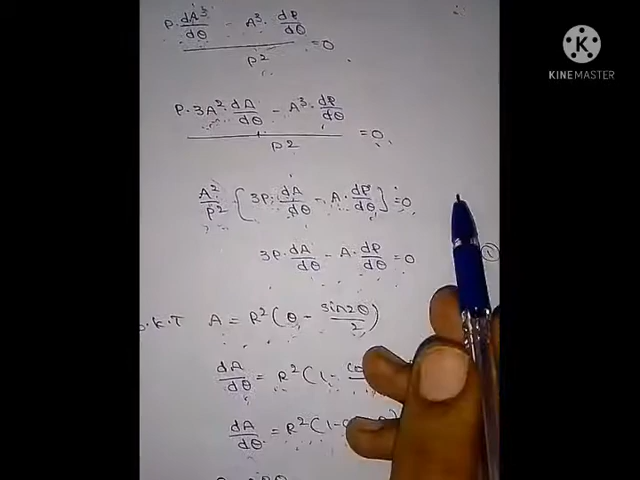 P. dA³/dθ - A³. dP/dθ / P² = 0
P. 3A². dA/dθ - A³. dP/dθ / P² = 0
A²/P² { 3P. dA/dθ - A. dP/dθ } = 0
3P. dA/dθ - A. dP/dθ = 0
K.T A = R² (θ - sin2θ/2)
dA/dθ = R² (1 -
dA/dθ = R² (1 -
KINEMASTER